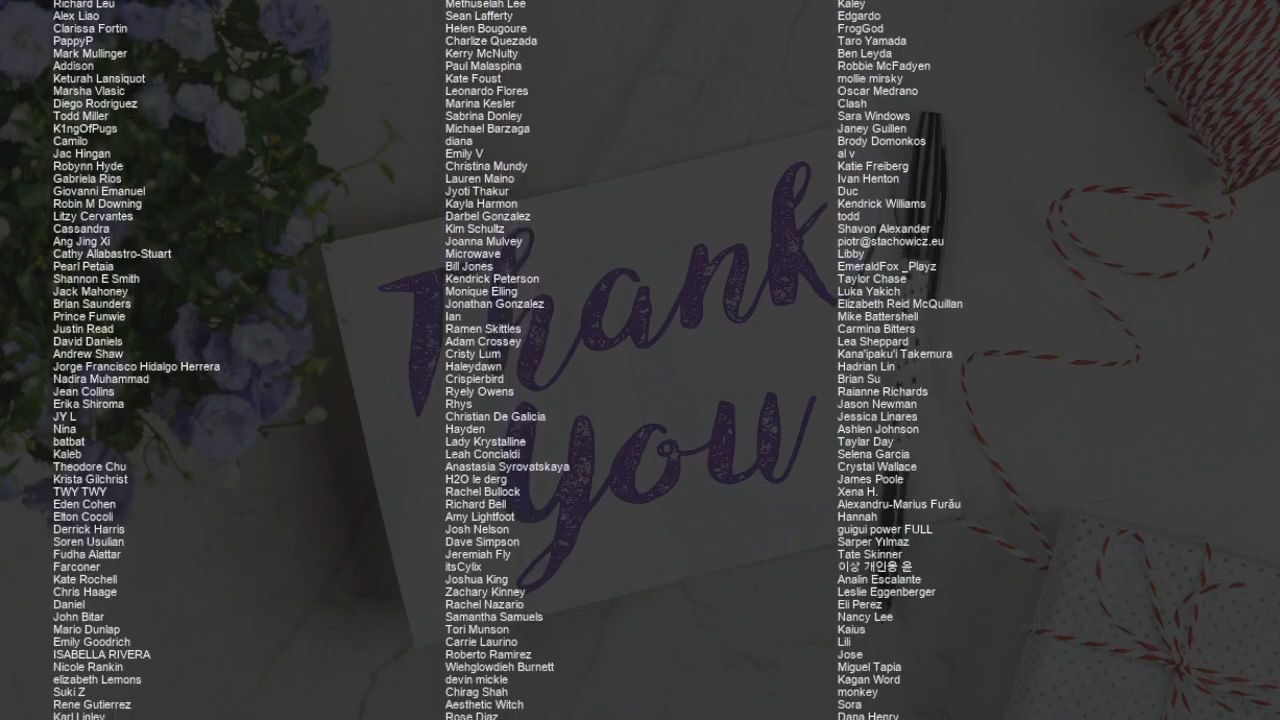 Richard Leu
Alex Liao
Clarissa Fortin
PappyP
Mark Mullinger
Addison
Keturah Lansiquot
Marsha Vlasic
Diego Rodriguez
Todd Miller
K1ngOfPugs
Camilo
Jac Hingan
Robynn Hyde
Gabriela Rios
Giovanni Emanuel
Robin M Downing
Litzy Cervantes
Cassandra
Ang Jing Xi
Cathy Allabastro-Stuart
Pearl Petaia
Shannon E Smith
Jack Mahoney
Brian Saunders
Prince Funwie
Justin Read
David Daniels
Andrew Shaw
Jorge Francisco Hidalgo Herrera
Nadira Muhammad
Jean Collins
Erika Shiroma
JY L
Nina
batbat
Kaleb
Theodore Chu
Krista Gilchrist
TWY TWY
Eden Cohen
Elton Cocoli
Derrick Harris
Soren Usulian
Fudha Alattar
Farconer
Kate Rochell
Chris Haage
Daniel
John Bitar
Mario Dunlap
Emily Goodrich
ISABELLA RIVERA
Nicole Rankin
elizabeth Lemons
Suki Z
Rene Gutierrez
Karl Linley
Methuselah Lee
Sean Lafferty
Helen Bougoure
Charlize Quezada
Kerry McNulty
Paul Malaspina
Kate Foust
Leonardo Flores
Marina Kesler
Sabrina Donley
Michael Barzaga
diana
Emily V
Christina Mundy
Lauren Maino
Jyoti Thakur
Kayla Harmon
Darbel Gonzalez
Kim Schultz
Joanna Mulvey
Microwave
Bill Jones
Kendrick Peterson
Monique Elling
Jonathan Gonzalez
Ian
Ramen Skittles
Adam Crossey
Cristy Lum
Haleydawn
Crispierbird
Ryely Owens
Rhys
Christian De Galicia
Hayden
Lady Krystalline
Leah Concialdi
Anastasia Syrovatskaya
H2O le derg
Rachel Bullock
Richard Bell
Amy Lightfoot
Josh Nelson
Dave Simpson
Jeremiah Fly
itsCylix
Joshua King
Zachary Kinney
Rachel Nazario
Samantha Samuels
Tori Munson
Carrie Laurino
Roberto Ramirez
Wiehglowdieh Burnett
devin mickle
Chirag Shah
Aesthetic Witch
Rose Diaz
Kaley
Edgardo
FrogGod
Taro Yamada
Ben Leyda
Robbie McFadyen
mollie mirsky
Oscar Medrano
Clash
Sara Windows
Janey Guillen
Brody Domonkos
al v
Katie Freiberg
Ivan Henton
Duc
Kendrick Williams
todd
Shavon Alexander
piotr@stachowicz.eu
Libby
EmeraldFox _Playz
Taylor Chase
Luka Yakich
Elizabeth Reid McQuillan
Mike Battershell
Carmina Bitters
Lea Sheppard
Kana'ipaku'i Takemura
Hadrian Lin
Brian Su
Raianne Richards
Jason Newman
Jessica Linares
Ashlen Johnson
Taylar Day
Selena Garcia
Crystal Wallace
James Poole
Xena H.
Alexandru-Marius Furău
Hannah
guigui power FULL
Sarper Yılmaz
Tate Skinner
이상 개인용 윤
Analin Escalante
Leslie Eggenberger
Eli Perez
Nancy Lee
Kaius
Lili
Jose
Miguel Tapia
Kagan Word
monkey
Sora
Dana Henry
Thank
you